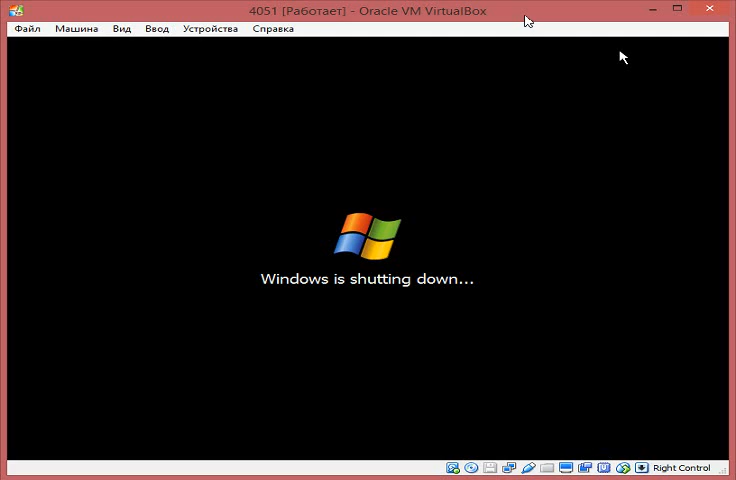 4051 [Работает] - Oracle VM VirtualBox
Файл Машина Вид Ввод Устройства Справка
Windows is shutting down...
Right Control